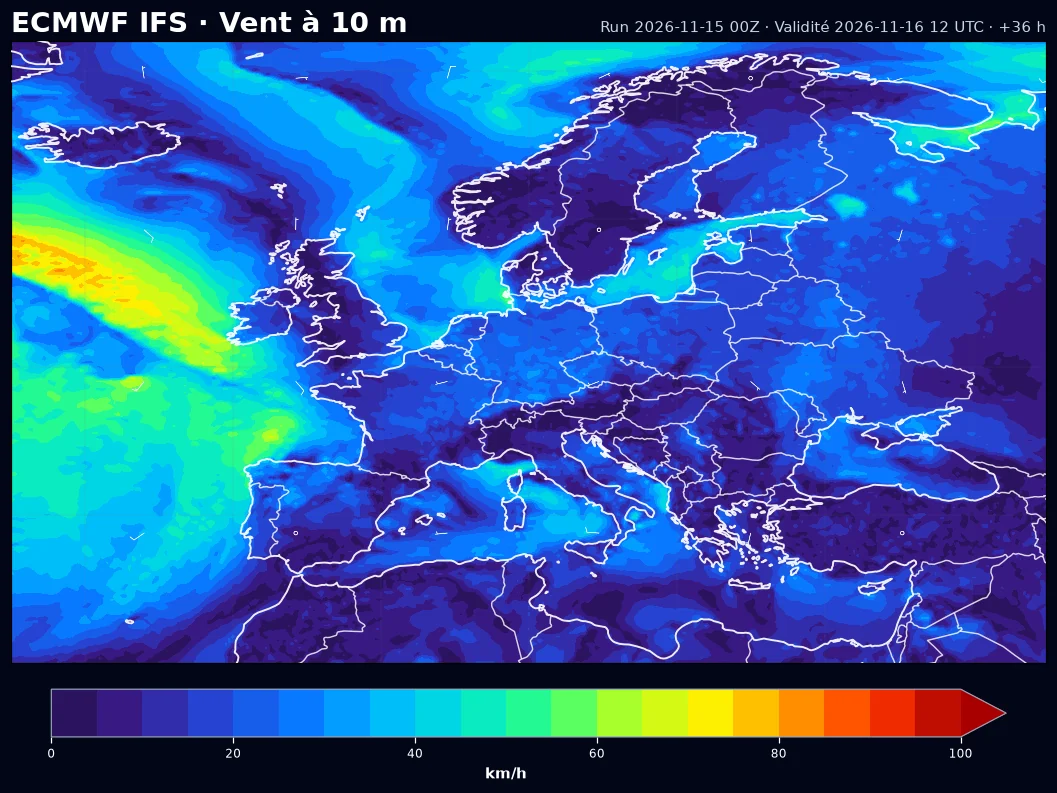 ECMWF IFS · Vent à 10 m
Run 2026-11-15 00Z · Validité 2026-11-16 12 UTC · +36 h
0 20 40 60 80 100
km/h